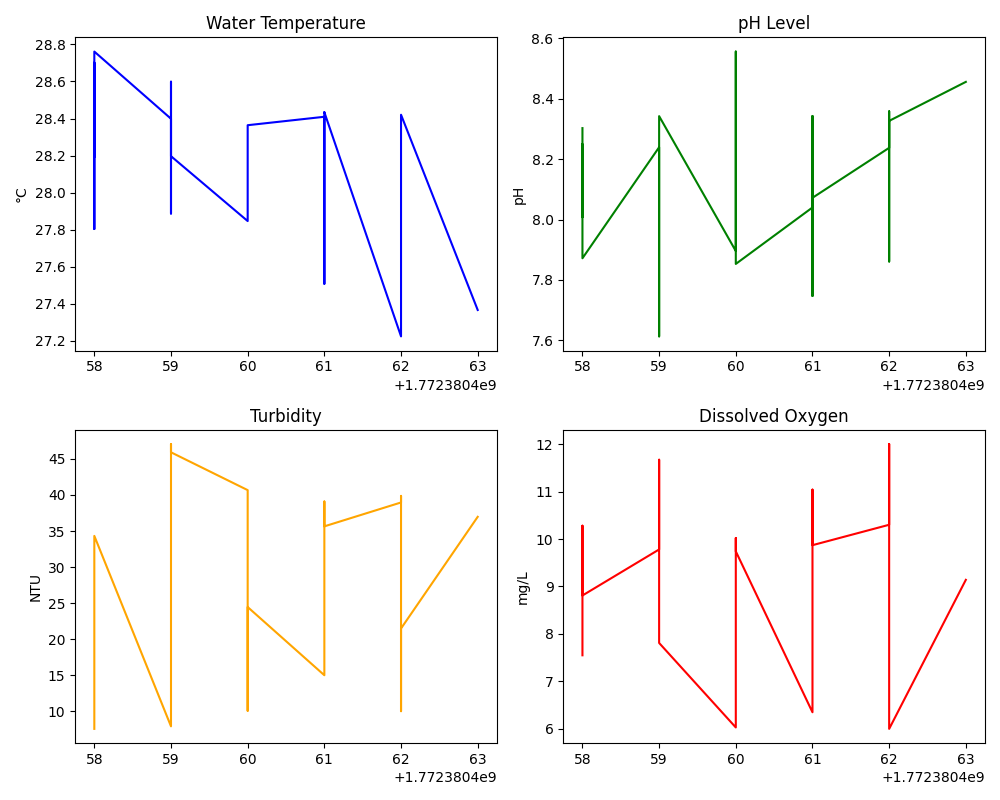 Water Temperature
°C
28.8
28.6
28.4
28.2
28.0
27.8
27.6
27.4
27.2
58 59 60 61 62 63
+1.7723804e9
pH Level
pH
8.6
8.4
8.2
8.0
7.8
7.6
58 59 60 61 62 63
+1.7723804e9
Turbidity
NTU
45
40
35
30
25
20
15
10
58 59 60 61 62 63
+1.7723804e9
Dissolved Oxygen
mg/L
12
11
10
9
8
7
6
58 59 60 61 62 63
+1.7723804e9